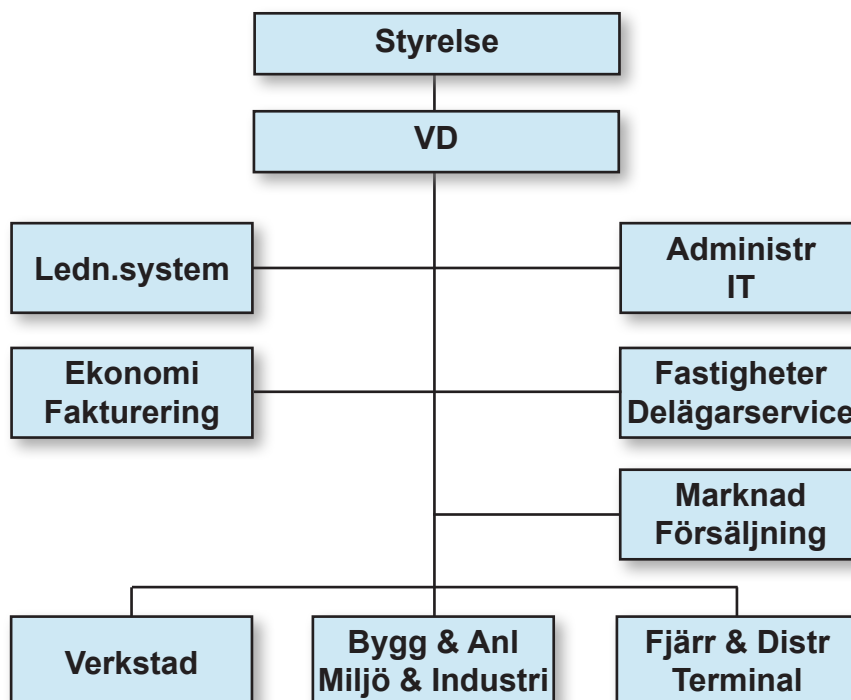 Styrelse
VD
Ledn.system
Administr
IT
Ekonomi
Fakturering
Fastigheter
Delägarservice
Marknad
Försäljning
Verkstad
Bygg & Anl
Miljö & Industri
Fjärr & Distr
Terminal